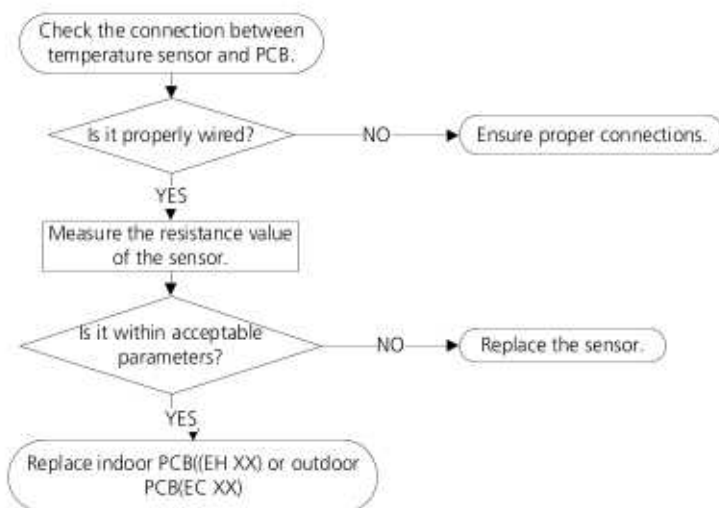 Check the connection between
temperature sensor and PCB.
Is it properly wired?
NO
Ensure proper connections.
YES
Measure the resistance value
of the sensor.
Is it within acceptable
parameters?
NO
Replace the sensor.
YES
Replace indoor PCB((EH XX) or outdoor
PCB(EC XX)